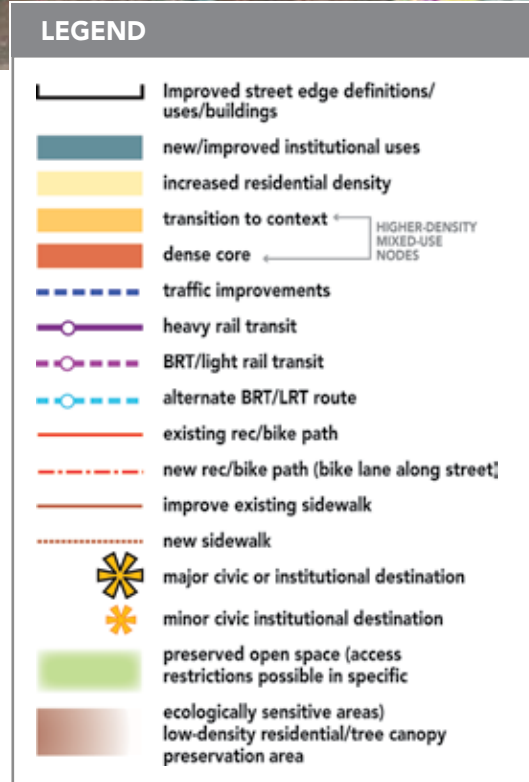 LEGEND
Improved street edge definitions/
uses/buildings
new/improved institutional uses
increased residential density
transition to context
HIGHER-DENSITY
MIXED-USE
NODES
dense core
traffic improvements
heavy rail transit
BRT/light rail transit
alternate BRT/LRT route
existing rec/bike path
new rec/bike path (bike lane along street)
improve existing sidewalk
new sidewalk
major civic or institutional destination
minor civic institutional destination
preserved open space (access
restrictions possible in specific
ecologically sensitive areas)
low-density residential/tree canopy
preservation area